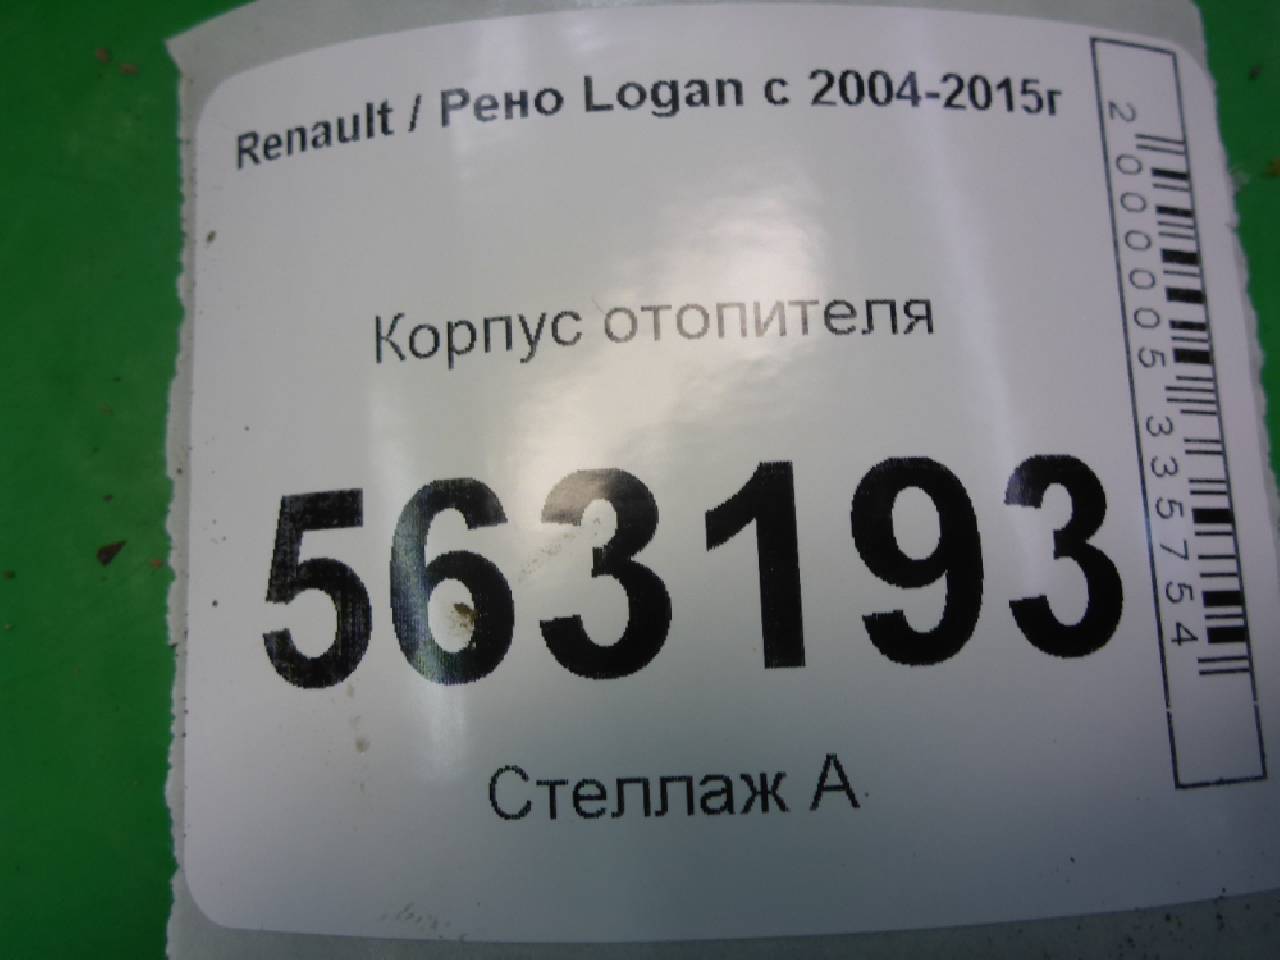 Renault / Рено Logan с 2004-2015г
Корпус отопителя
563193
Стеллаж А
2000005335754